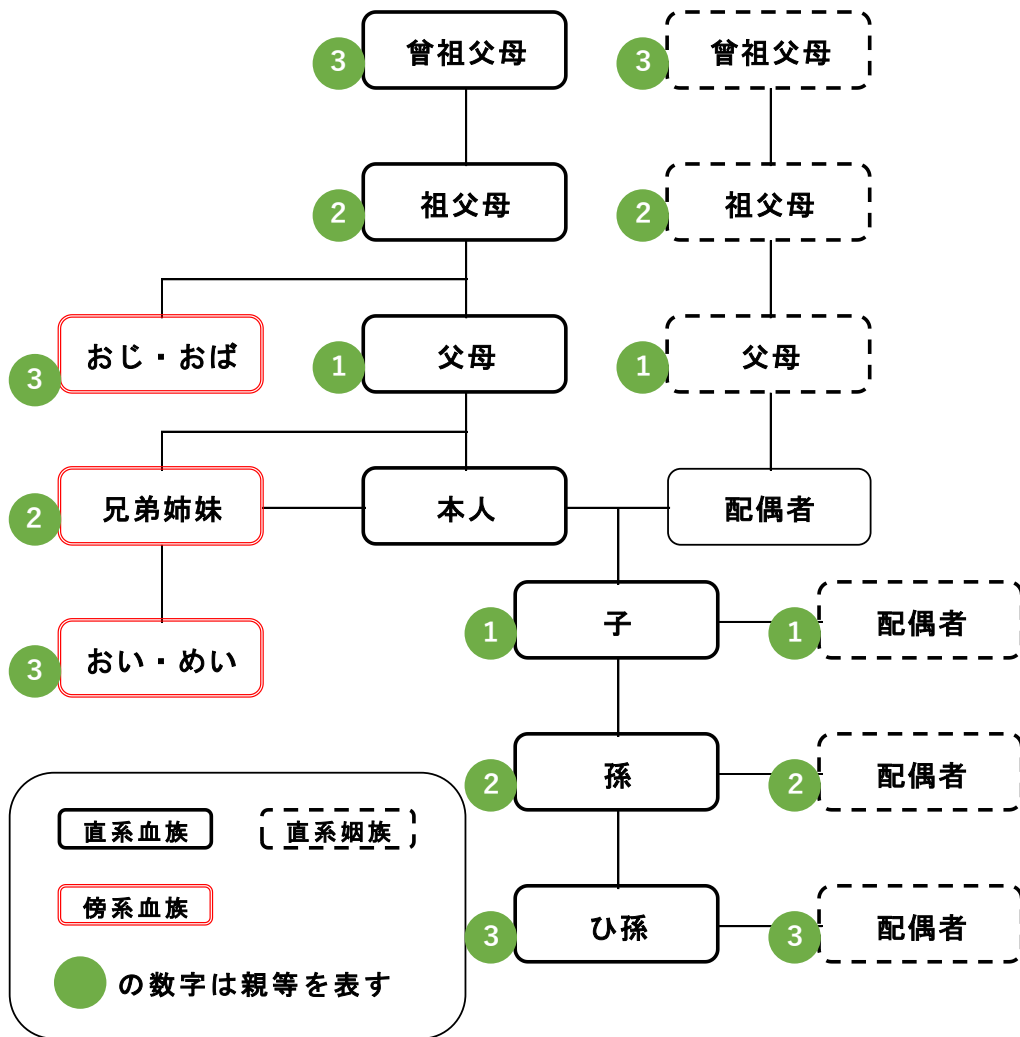 3 曾祖父母 3 曾祖父母
2 祖父母 2 祖父母
3 おじ・おば 1 父母 1 父母
2 兄弟姉妹 本人 配偶者
1 子 1 配偶者
3 おい・めい
2 孫 2 配偶者
3 ひ孫 3 配偶者
直系血族 直系姻族
傍系血族
の数字は親等を表す